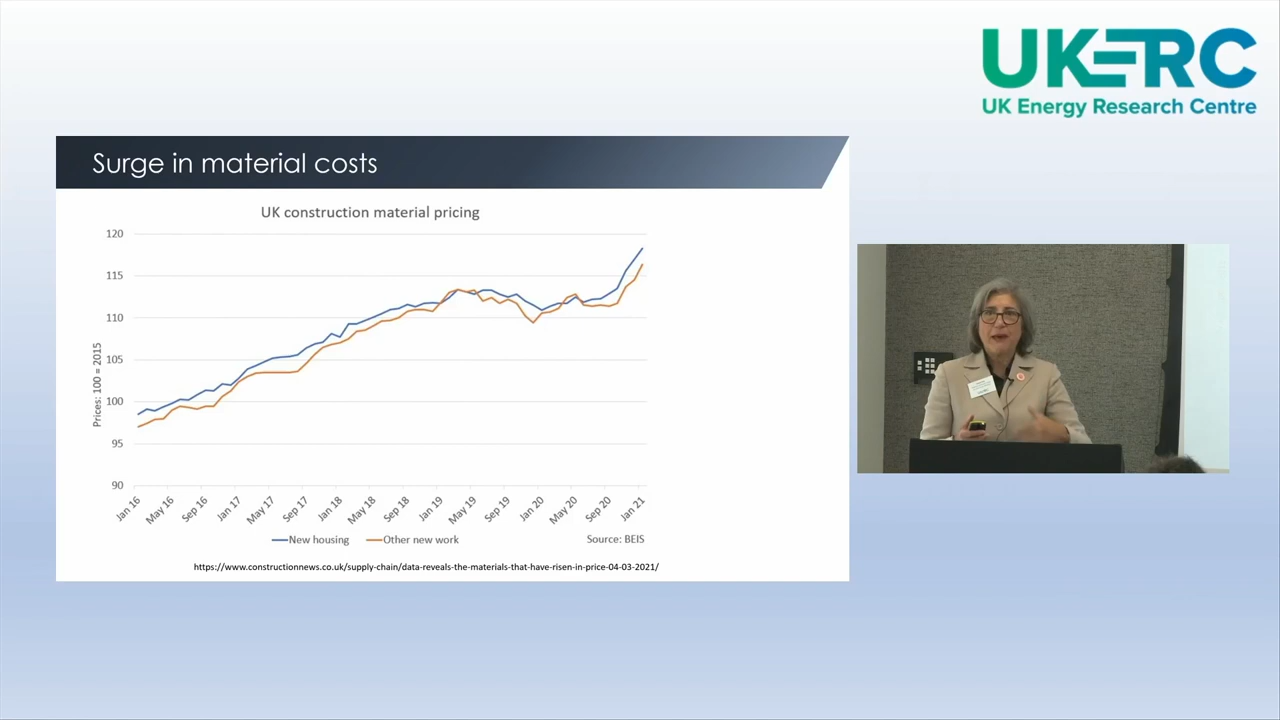 UKERC
UK Energy Research Centre
Surge in material costs
UK construction material pricing
120
115
110
105
100
95
90
Prices: 100 = 2015
Jan 16
May 16
Sep 16
Jan 17
May 17
Sep 17
Jan 18
May 18
Sep 18
Jan 19
May 19
Sep 19
Jan 20
May 20
Sep 20
Jan 21
New housing
Other new work
Source: BEIS
https://www.constructionnews.co.uk/supply-chain/data-reveals-the-materials-that-have-risen-in-price-04-03-2021/